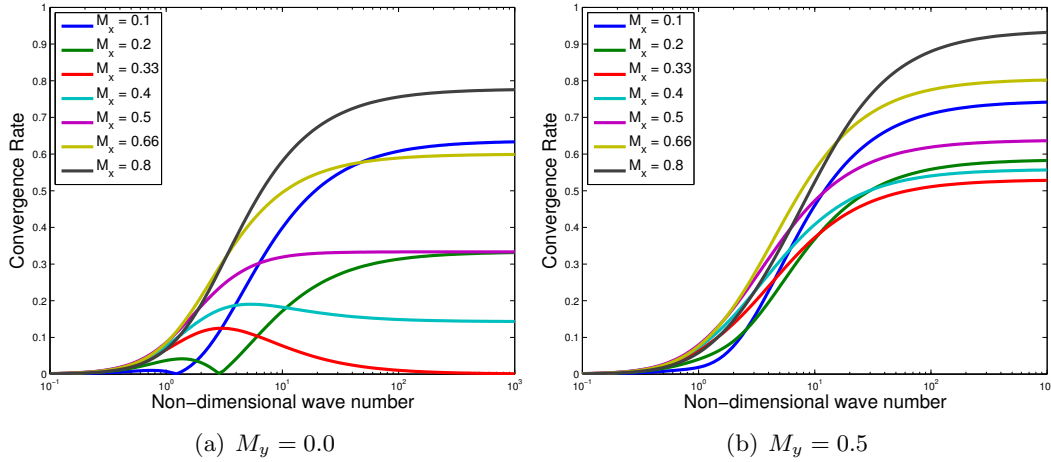 1
0.9
0.8
0.7
0.6
0.5
0.4
0.3
0.2
0.1
0
Convergence Rate
M_x = 0.1
M_x = 0.2
M_x = 0.33
M_x = 0.4
M_x = 0.5
M_x = 0.66
M_x = 0.8
10^-1 10^0 10^1 10^2 10^3
Non-dimensional wave number
(a) M_y = 0.0
1
0.9
0.8
0.7
0.6
0.5
0.4
0.3
0.2
0.1
0
Convergence Rate
M_x = 0.1
M_x = 0.2
M_x = 0.33
M_x = 0.4
M_x = 0.5
M_x = 0.66
M_x = 0.8
10^-1 10^0 10^1 10^2 10
Non-dimensional wave number
(b) M_y = 0.5